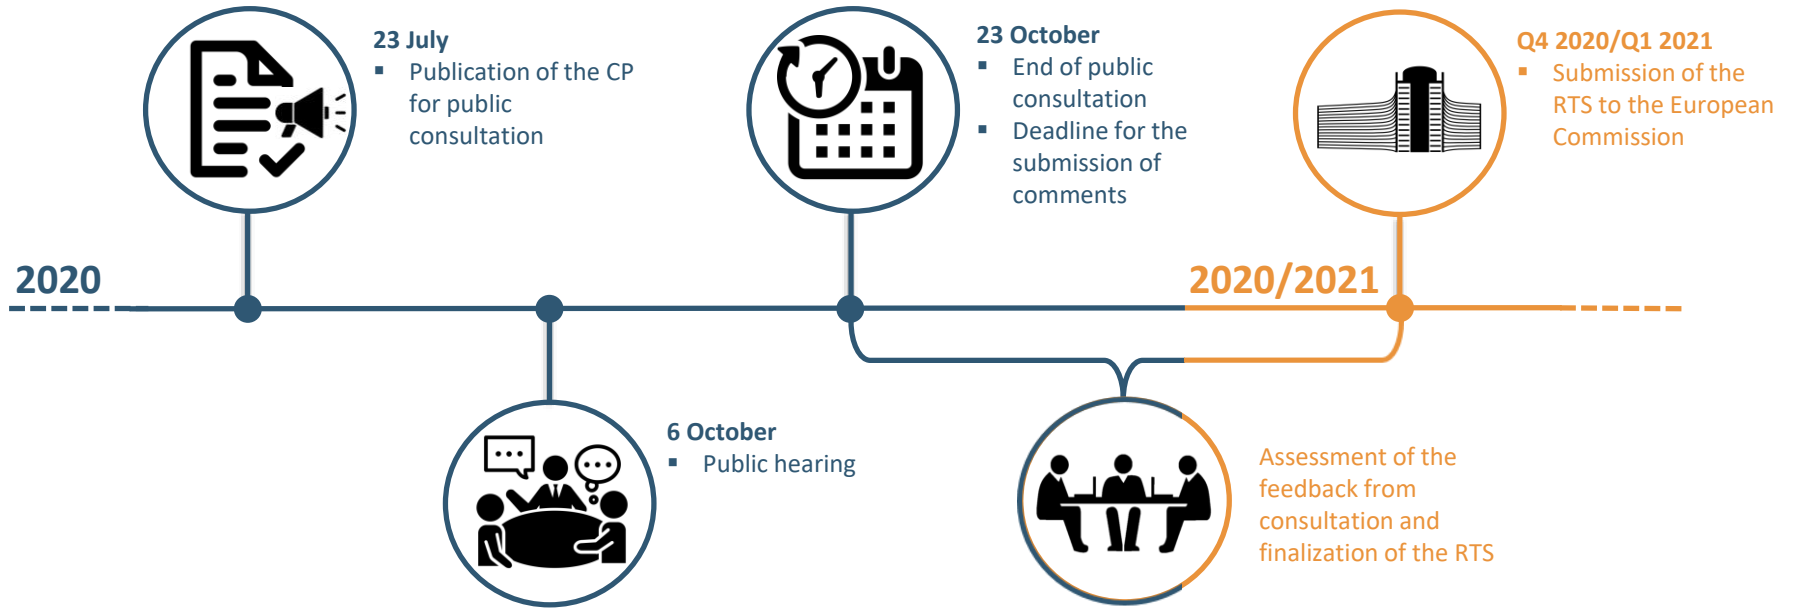 23 July
▪ Publication of the CP
for public
consultation
23 October
▪ End of public
consultation
▪ Deadline for the
submission of
comments
Q4 2020/Q1 2021
▪ Submission of the
RTS to the European
Commission
2020
2020/2021
6 October
▪ Public hearing
Assessment of the
feedback from
consultation and
finalization of the RTS